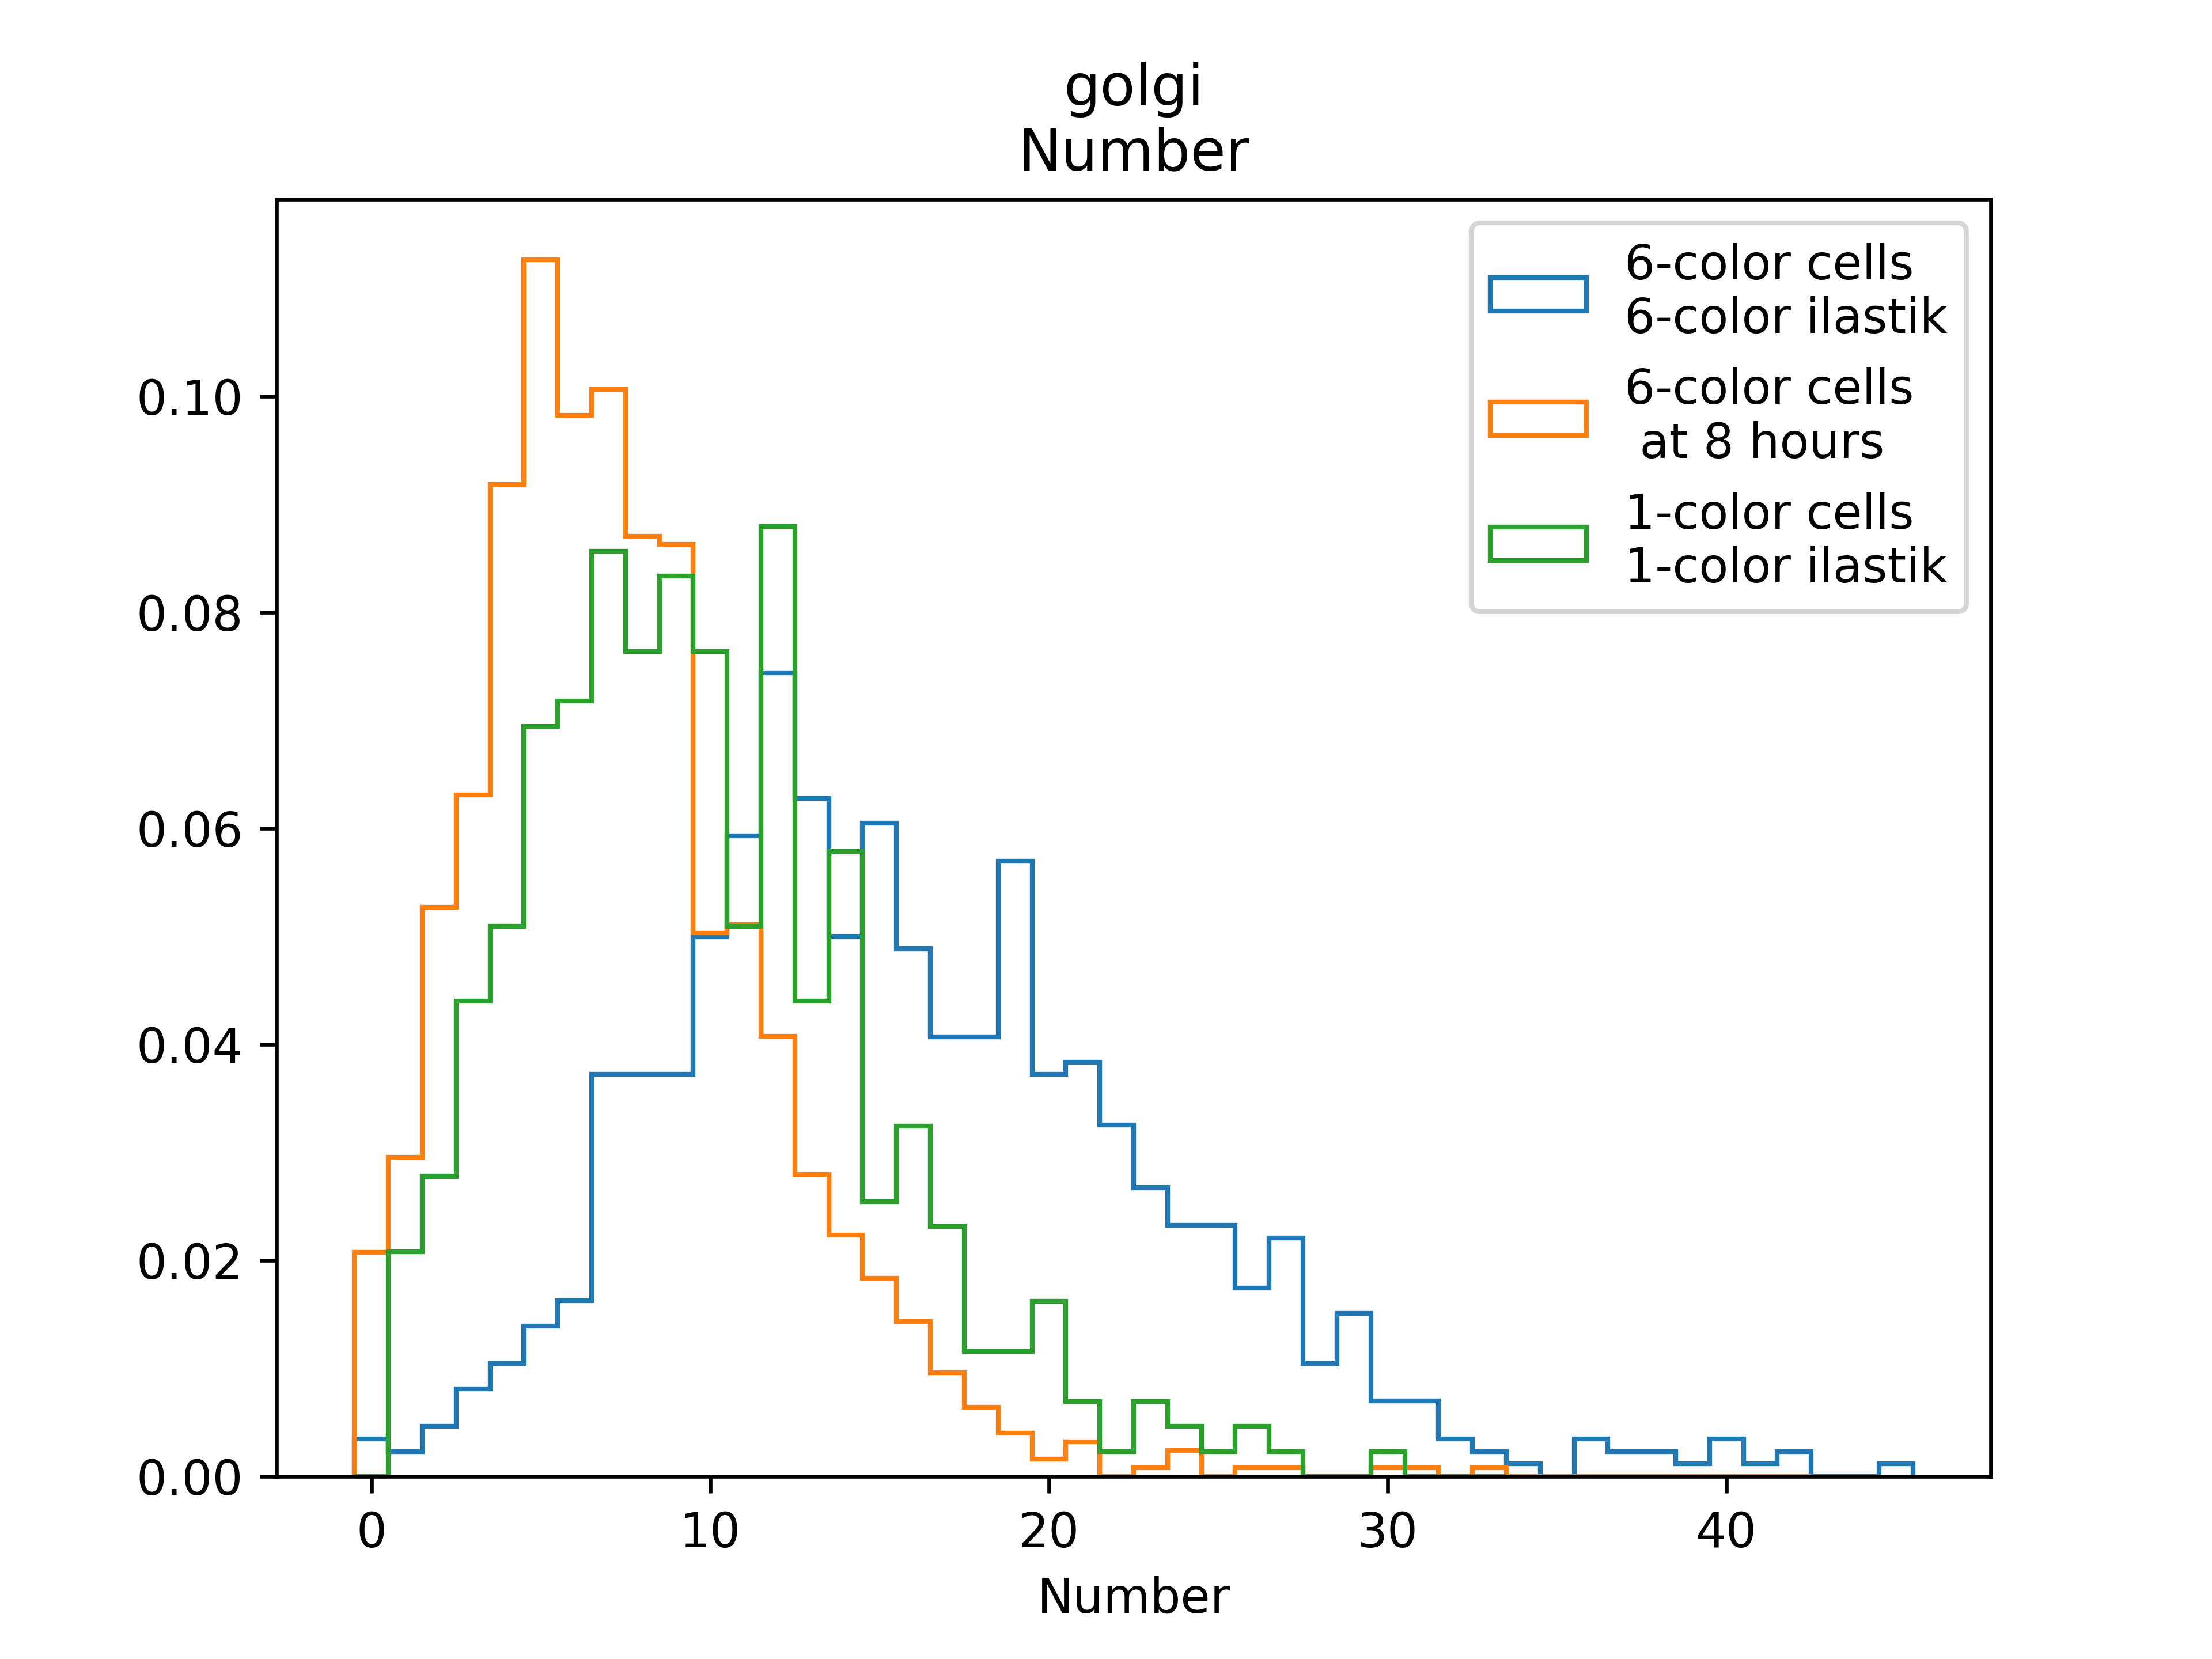 golgi
Number
6-color cells
6-color ilastik
6-color cells
at 8 hours
1-color cells
1-color ilastik
0.10
0.08
0.06
0.04
0.02
0.00
0 10 20 30 40
Number